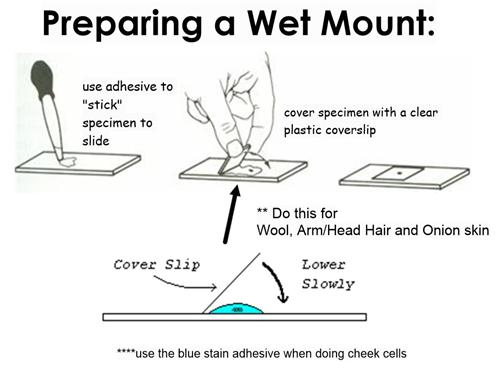 Preparing a Wet Mount:
use adhesive to
"stick"
specimen to
slide
cover specimen with a clear
plastic coverslip
** Do this for
Wool, Arm/Head Hair and Onion skin
Cover Slip
Lower
Slowly
****use the blue stain adhesive when doing cheek cells